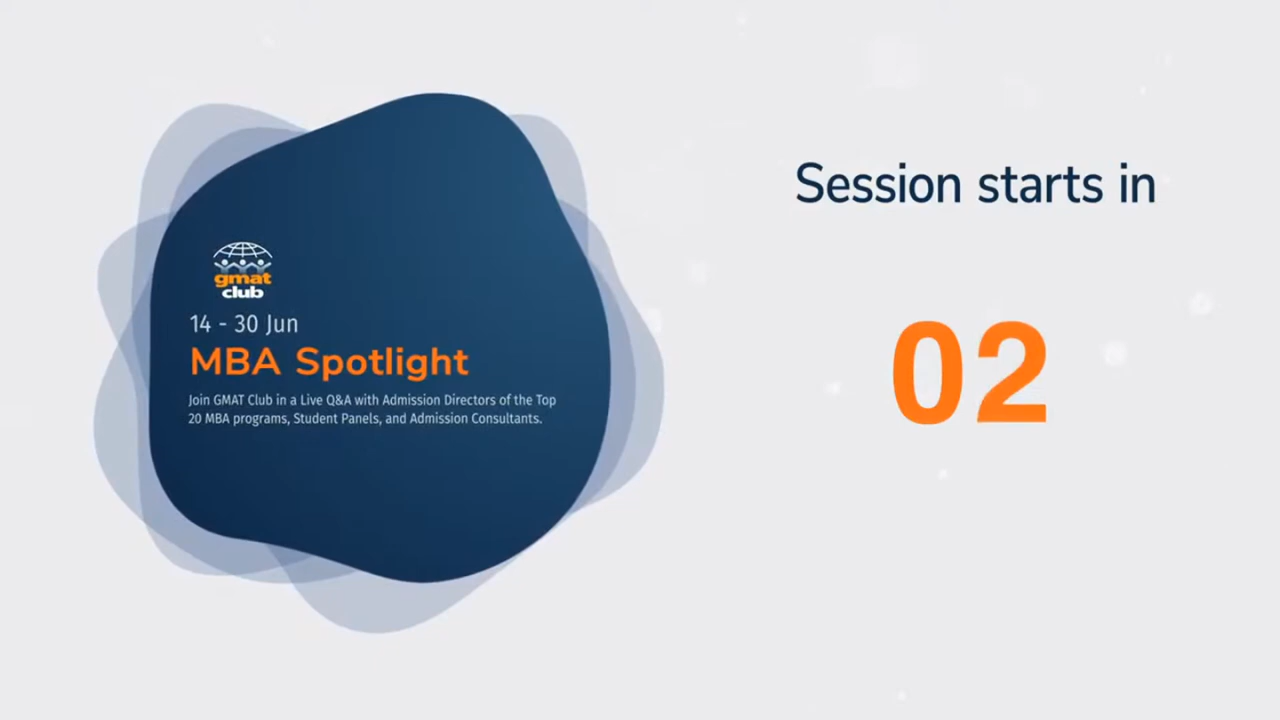 gmat
club
14 - 30 Jun
MBA Spotlight
Join GMAT Club in a Live Q&A with Admission Directors of the Top
20 MBA programs, Student Panels, and Admission Consultants.
Session starts in
02